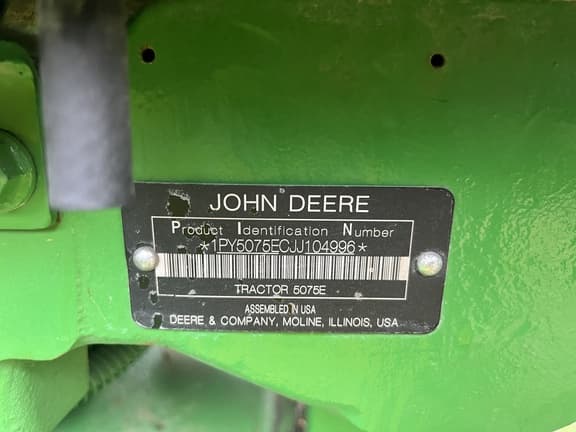 JOHN DEERE
Product Identification Number
*1PY5075ECJJ104996*
TRACTOR 5075E
ASSEMBLED IN USA
DEERE & COMPANY, MOLINE, ILLINOIS, USA